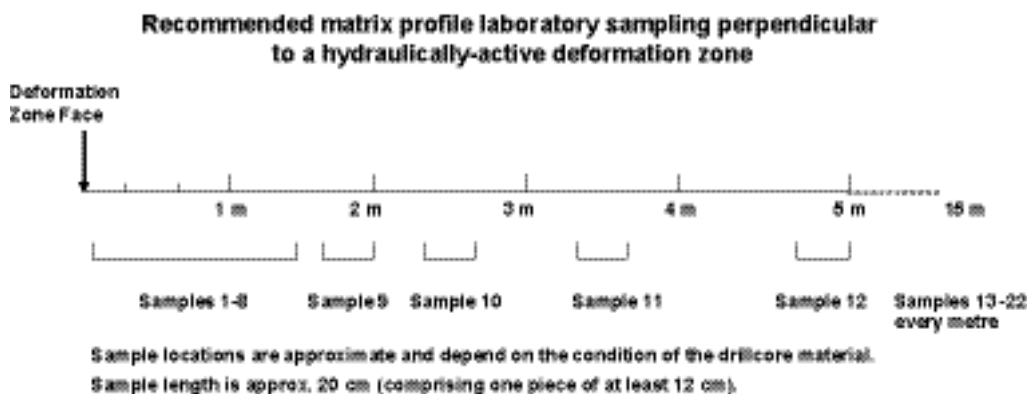 Recommended matrix profile laboratory sampling perpendicular
to a hydraulically-active deformation zone
Deformation
Zone Face
1 m
2 m
3 m
4 m
5 m
15 m
Samples 1-8
Sample 9
Sample 10
Sample 11
Sample 12
Samples 13-22
every metre
Sample locations are approximate and depend on the condition of the drillcore material.
Sample length is approx. 20 cm (comprising one piece of at least 12 cm).